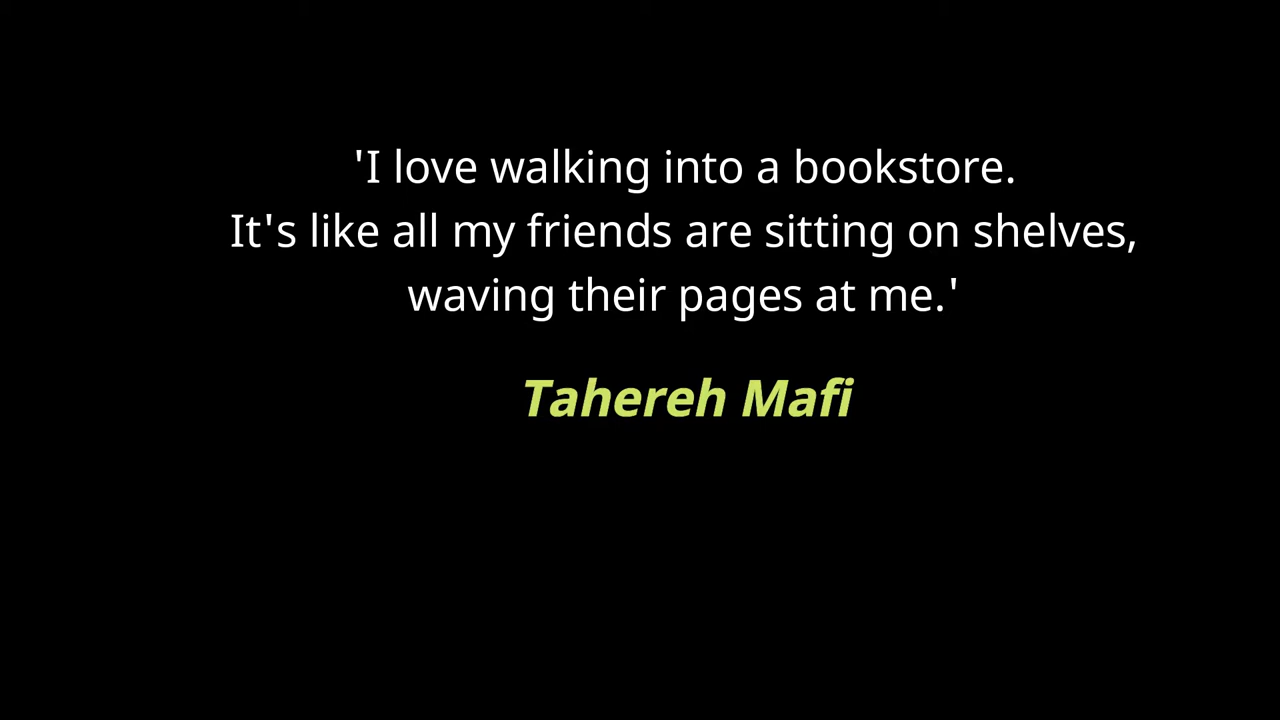 'I love walking into a bookstore.
It's like all my friends are sitting on shelves,
waving their pages at me.'
Tahereh Mafi